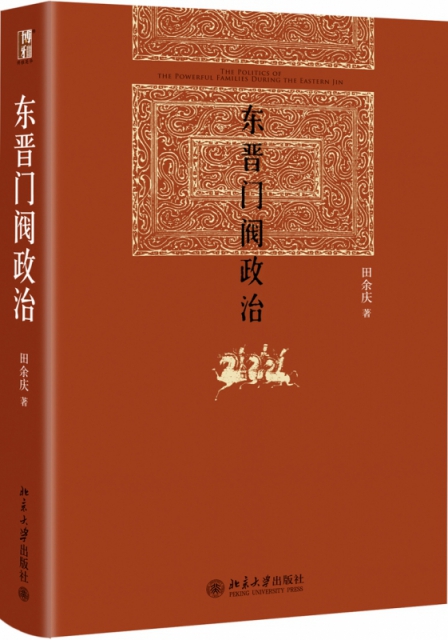 博雅
东晋门阀政治
田余庆 著
北京大学出版社
THE POLITICS OF
THE POWERFUL FAMILIES DURING THE EASTERN JIN
东晋门阀政治
田余庆 著
北京大学出版社
PEKING UNIVERSITY PRESS